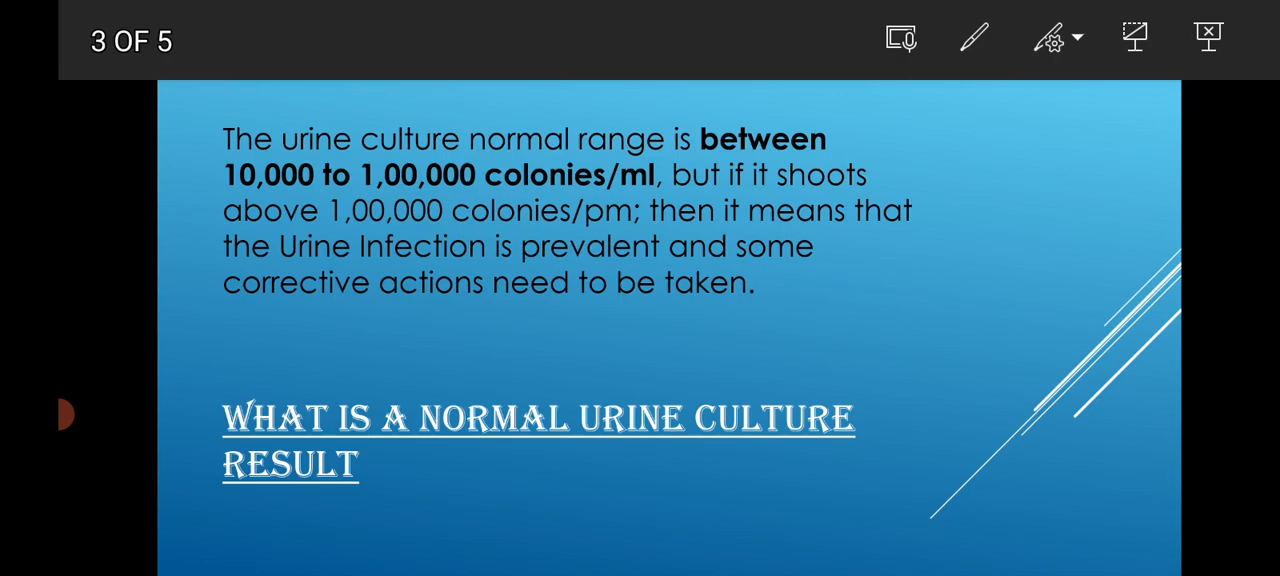 3 OF 5
The urine culture normal range is between
10,000 to 1,00,000 colonies/ml, but if it shoots
above 1,00,000 colonies/pm; then it means that
the Urine Infection is prevalent and some
corrective actions need to be taken.
WHAT IS A NORMAL URINE CULTURE
RESULT